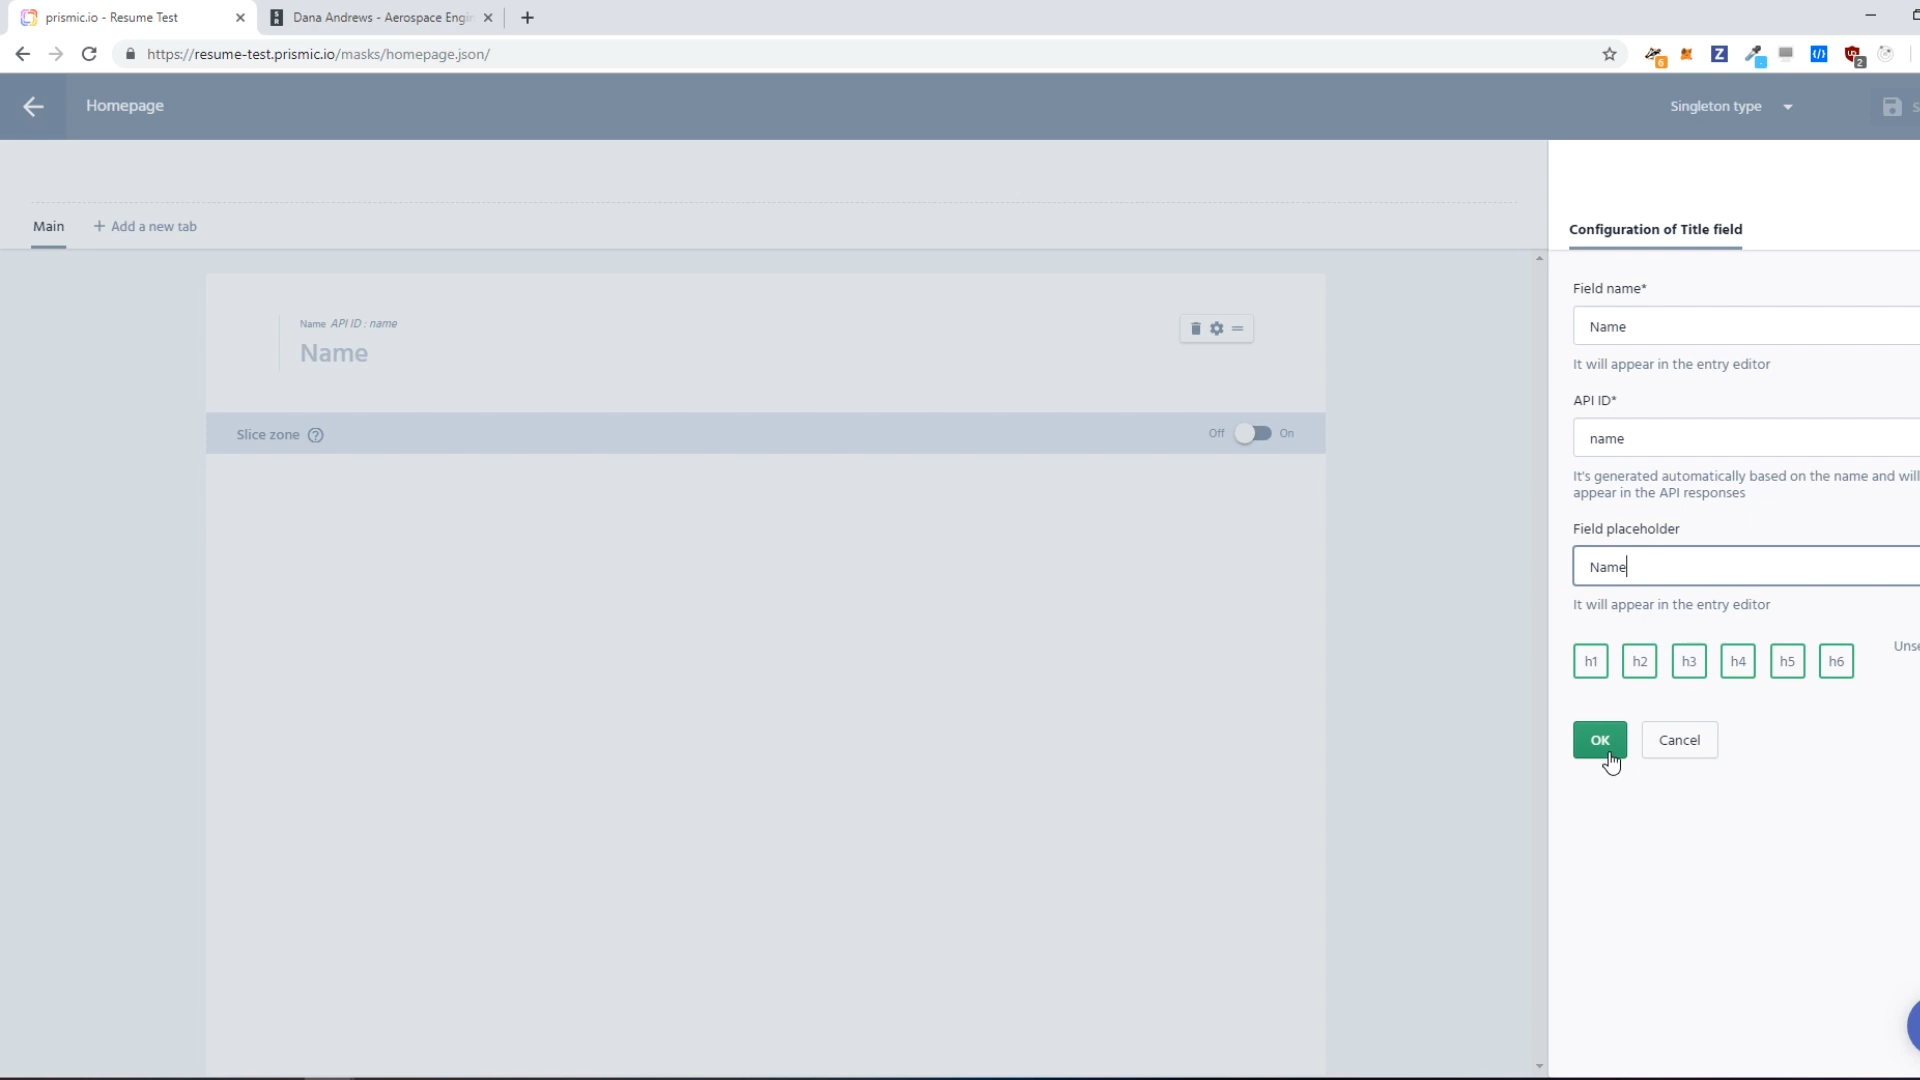 prismic.io - Resume Test
Dana Andrews - Aerospace Engi
https://resume-test.prismic.io/masks/homepage.json/
6
Z
2
Homepage
Singleton type
S
Main
+ Add a new tab
Configuration of Title field
Name API ID : name
Name
Slice zone ?
Off On
Field name*
Name
It will appear in the entry editor
API ID*
name
It's generated automatically based on the name and will
appear in the API responses
Field placeholder
Name
It will appear in the entry editor
h1 h2 h3 h4 h5 h6
Unse
OK Cancel